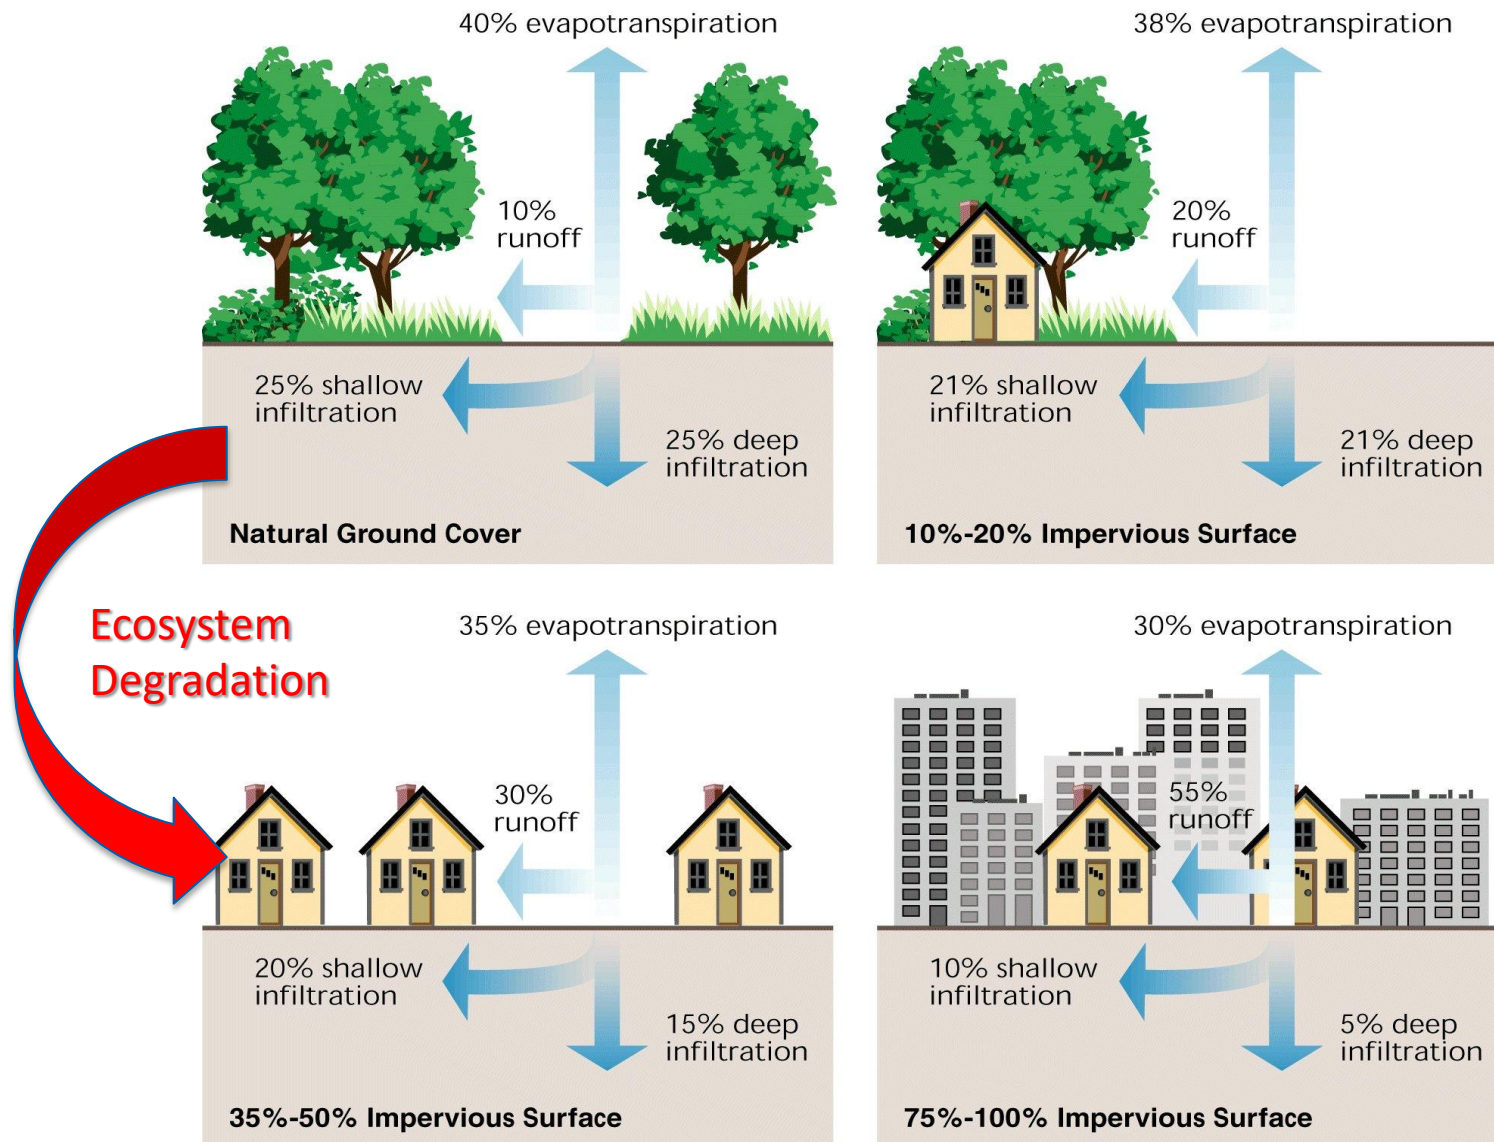 40% evapotranspiration
10%
runoff
25% shallow
infiltration
25% deep
infiltration
Natural Ground Cover
38% evapotranspiration
20%
runoff
21% shallow
infiltration
21% deep
infiltration
10%-20% Impervious Surface
Ecosystem
Degradation
35% evapotranspiration
30%
runoff
20% shallow
infiltration
15% deep
infiltration
35%-50% Impervious Surface
30% evapotranspiration
55%
runoff
10% shallow
infiltration
5% deep
infiltration
75%-100% Impervious Surface